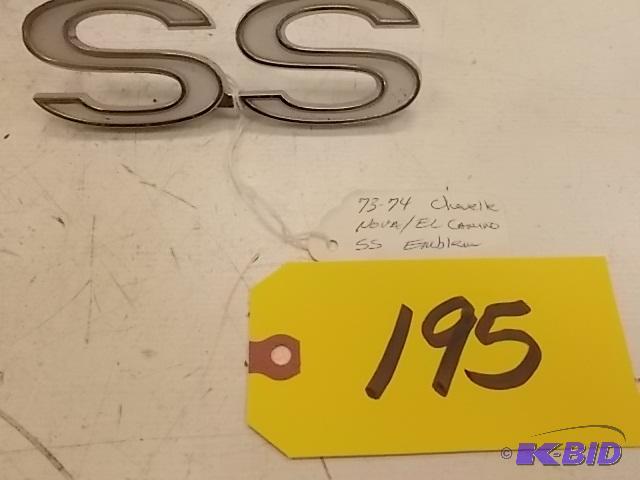 SS
73-74 Chevelle
NOVA/EL CAMINO
SS Emblem
195
© K-BID